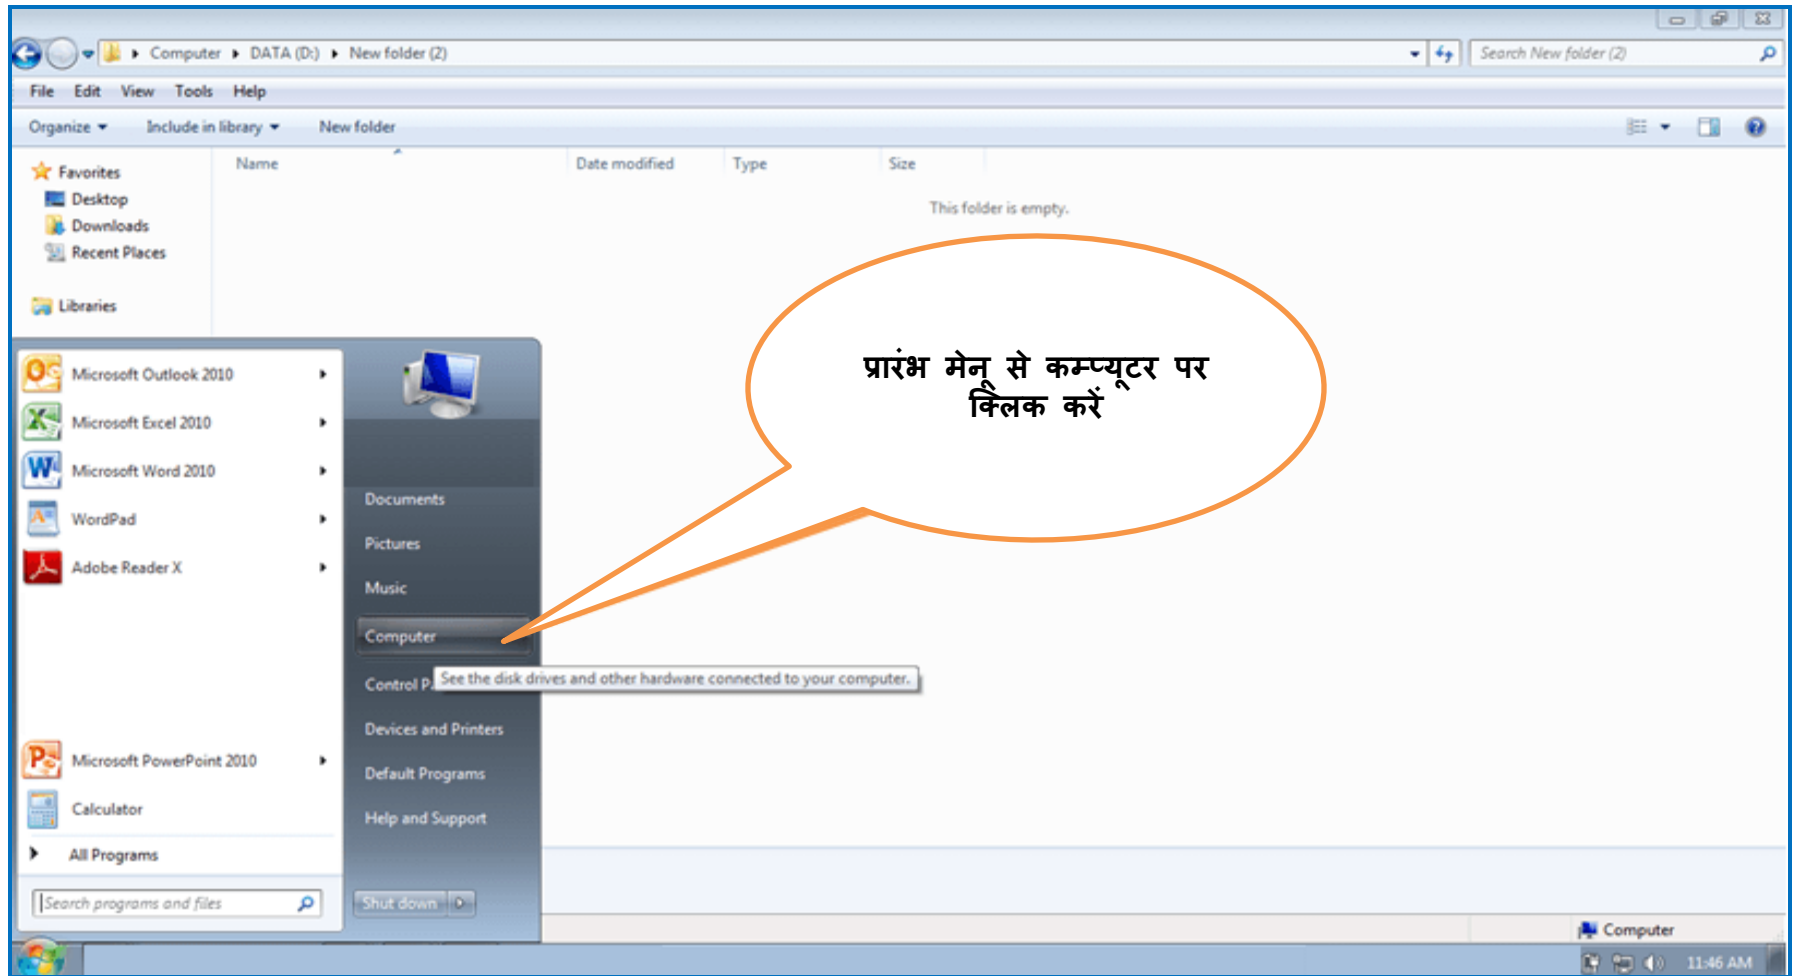 Computer ▸ DATA (D:) ▸ New folder (2)
Search New folder (2)
File Edit View Tools Help
Organize Include in library New folder
Name Date modified Type Size
This folder is empty.
Favorites
Desktop
Downloads
Recent Places
Libraries
प्रारंभ मेनू से कम्प्यूटर पर
क्लिक करें
Microsoft Outlook 2010
Microsoft Excel 2010
Microsoft Word 2010
WordPad
Adobe Reader X
Microsoft PowerPoint 2010
Calculator
All Programs
Search programs and files
Documents
Pictures
Music
Computer
See the disk drives and other hardware connected to your computer.
Control P
Devices and Printers
Default Programs
Help and Support
Shut down
Computer
11:46 AM